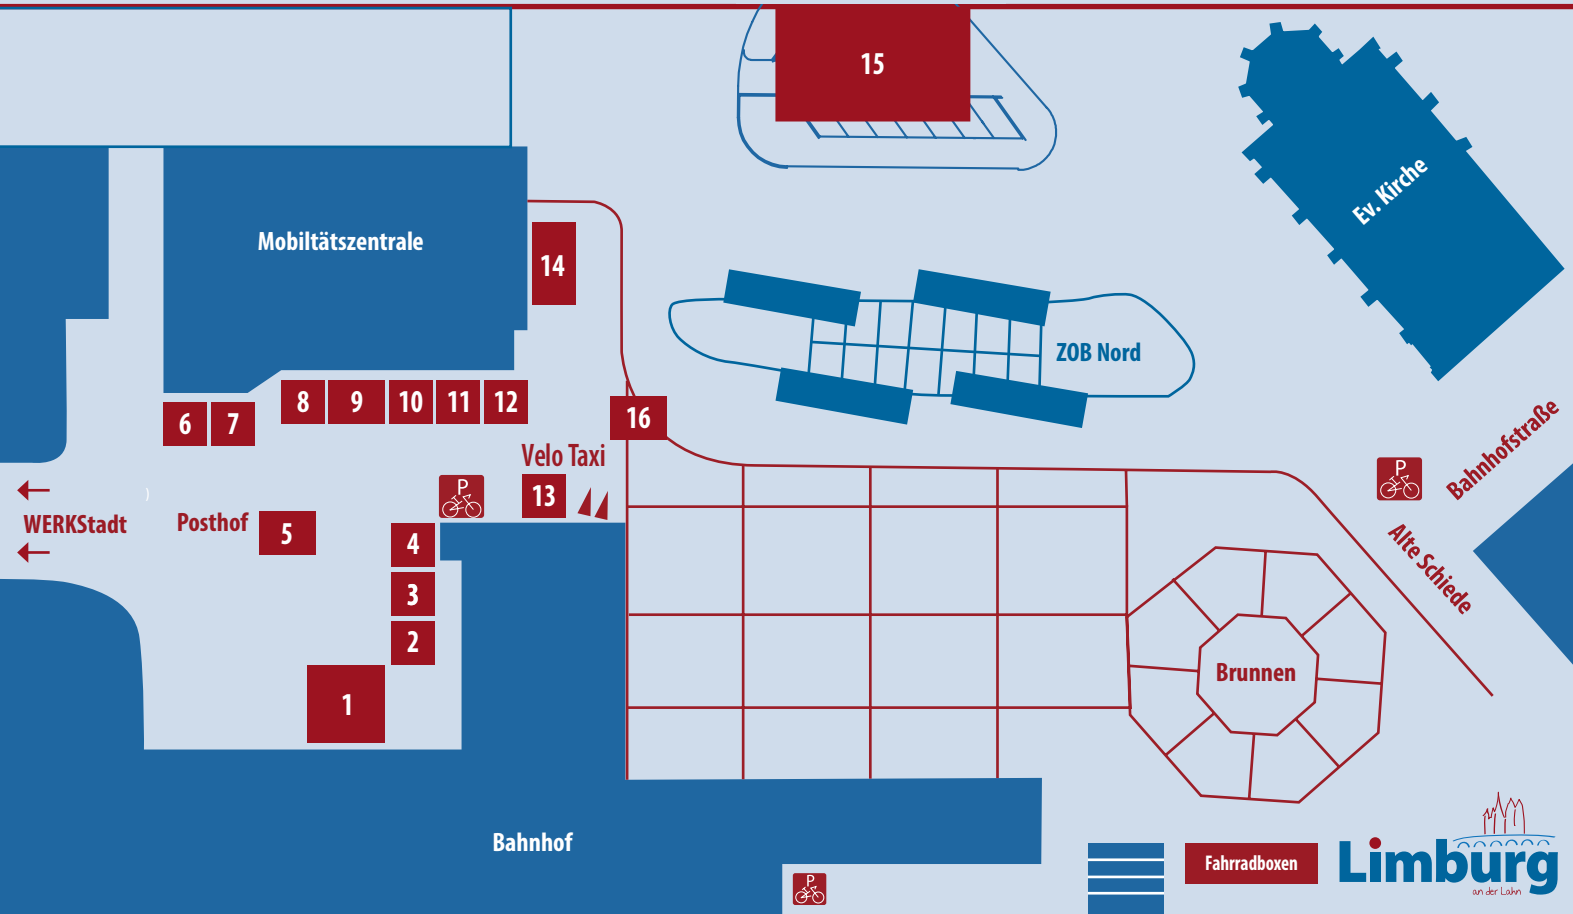 15
Ev. Kirche
Mobiltätszentrale
14
ZOB Nord
8
9
10
11
12
6
7
16
Velo Taxi
Bahnhofstraße
P
P
13
WERKStadt
Posthof
5
4
Alte Schiede
3
2
Brunnen
1
Bahnhof
Fahrradboxen
Limburg
an der Lahn
P